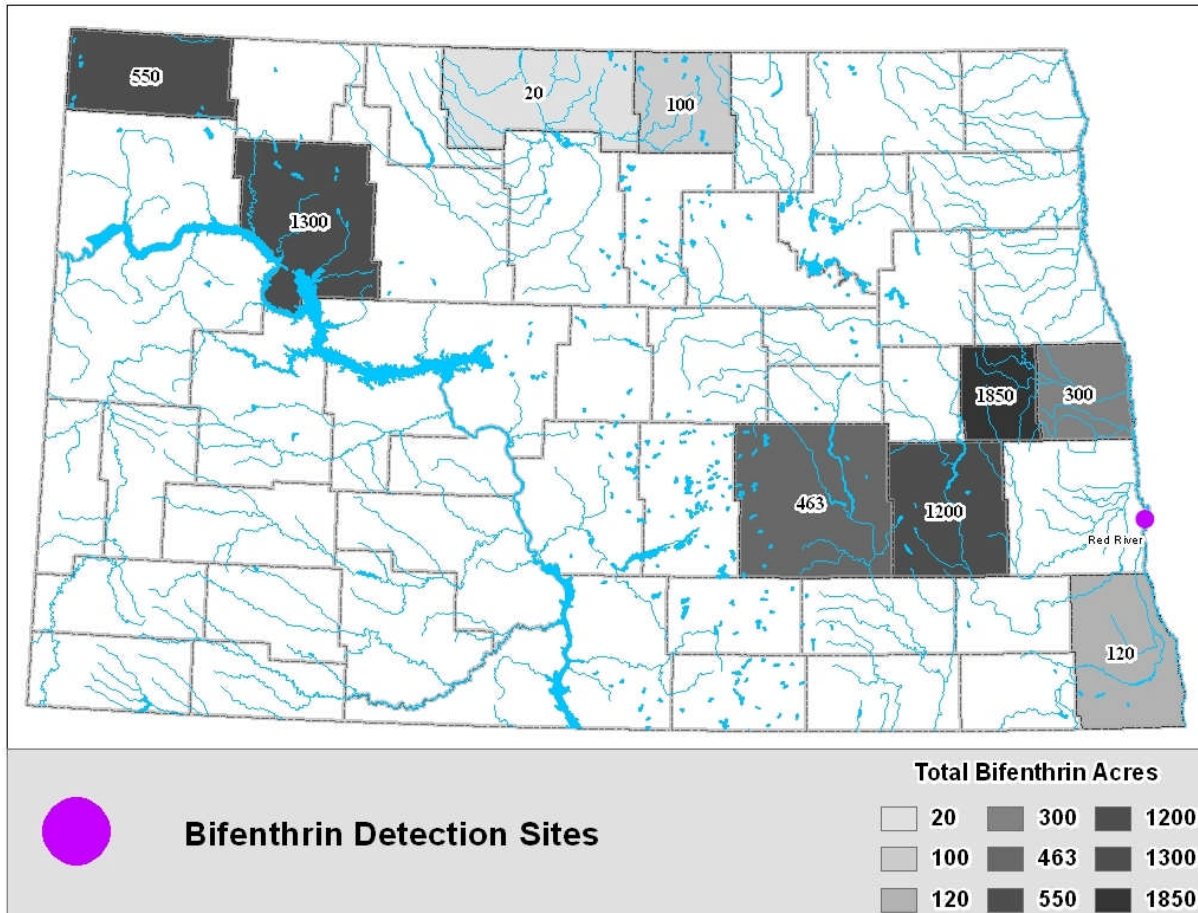 550
20
100
1300
1850
300
463
1200
Red River
120
Total Bifenthrin Acres
Bifenthrin Detection Sites
20 300 1200
100 463 1300
120 550 1850